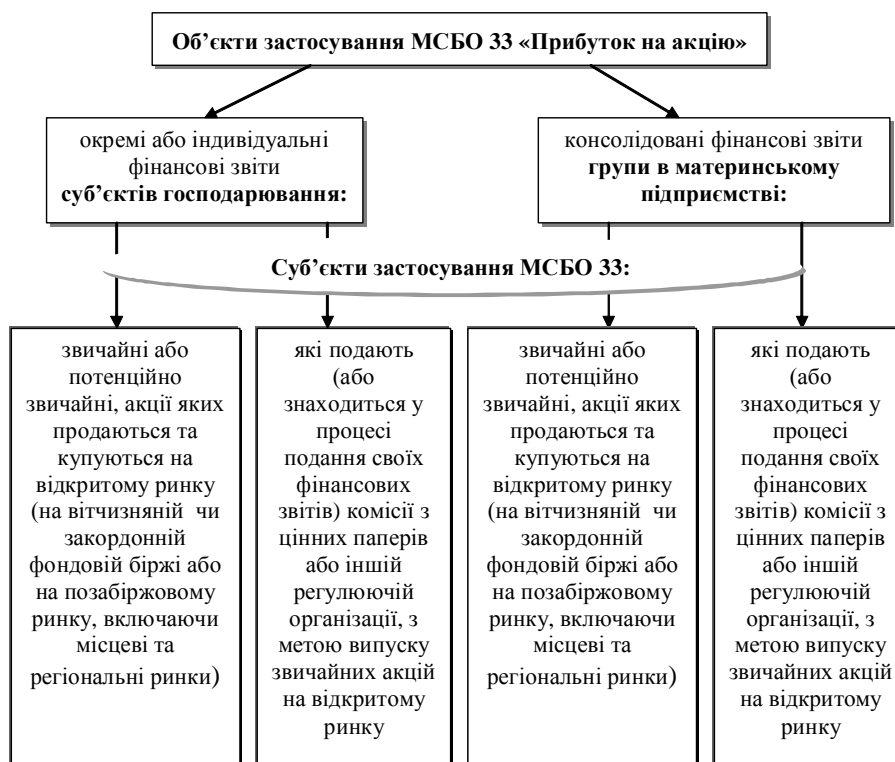 Об’єкти застосування МСБО 33 «Прибуток на акцію»
окремі або індивідуальні
фінансові звіти
суб’єктів господарювання:
консолідовані фінансові звіти
групи в материнському
підприємстві:
Суб’єкти застосування МСБО 33:
звичайні або
потенційно
звичайні, акції яких
продаються та
купуються на
відкритому ринку
(на вітчизняній чи
закордонній
фондовій біржі або
на позабіржовому
ринку, включаючи
місцеві та
регіональні ринки)
які подають
(або
знаходиться у
процесі
подання своїх
фінансових
звітів) комісії з
цінних паперів
або іншій
регулюючій
організації, з
метою випуску
звичайних акцій
на відкритому
ринку
звичайні або
потенційно
звичайні, акції яких
продаються та
купуються на
відкритому ринку
(на вітчизняній чи
закордонній
фондовій біржі або
на позабіржовому
ринку, включаючи
місцеві та
регіональні ринки)
які подають
(або
знаходиться у
процесі
подання своїх
фінансових
звітів) комісії з
цінних паперів
або іншій
регулюючій
організації, з
метою випуску
звичайних акцій
на відкритому
ринку